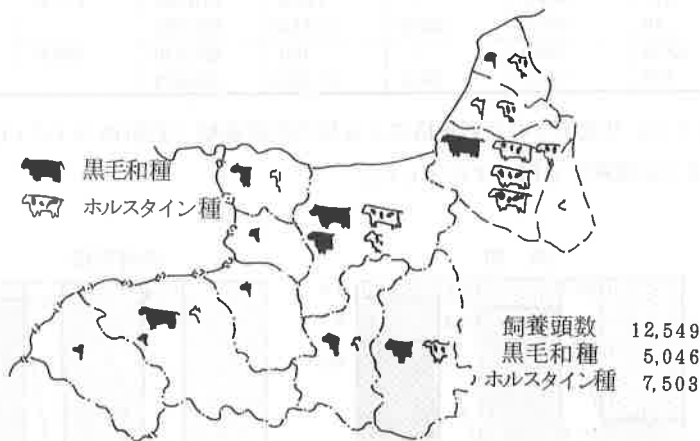 黒毛和種
ホルスタイン種
飼養頭数 12,549
黒毛和種 5,046
ホルスタイン種 7,503